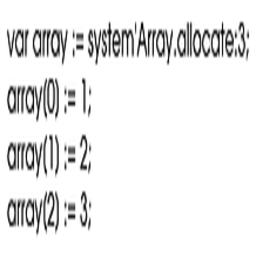 var array := system'Array.allocate:3;
array(0) := 1;
array(1) := 2;
array(2) := 3;